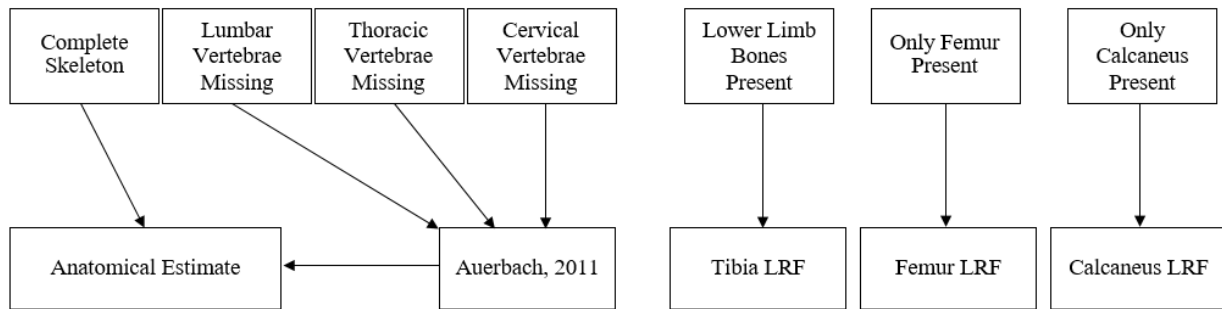 Complete
Skeleton
Lumbar
Vertebrae
Missing
Thoracic
Vertebrae
Missing
Cervical
Vertebrae
Missing
Lower Limb
Bones
Present
Only Femur
Present
Only
Calcaneus
Present
Anatomical Estimate
Auerbach, 2011
Tibia LRF
Femur LRF
Calcaneus LRF